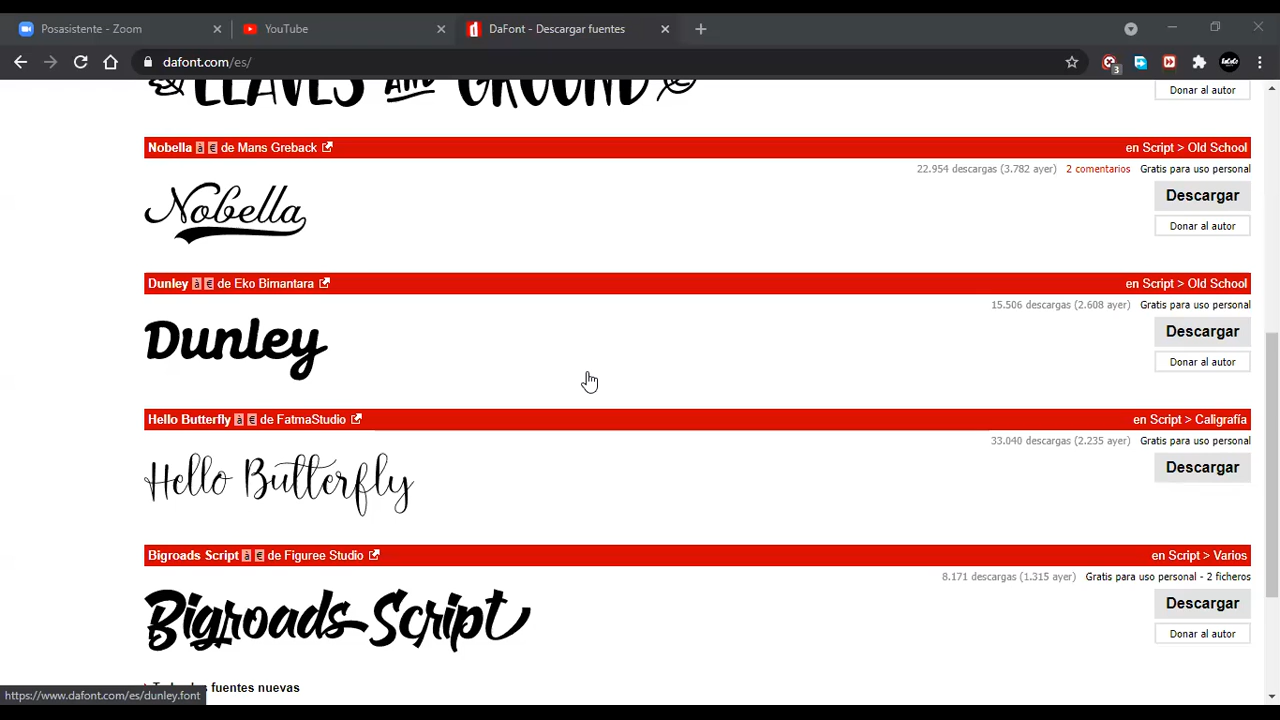 Posasistente - Zoom
YouTube
DaFont - Descargar fuentes
dafont.com/es/
3
LEAVES AND GROUND
Donar al autor
Nobella à € de Mans Greback
en Script > Old School
22.954 descargas (3.782 ayer) 2 comentarios Gratis para uso personal
Nobella
Descargar
Donar al autor
Dunley à € de Eko Bimantara
en Script > Old School
15.506 descargas (2.608 ayer) Gratis para uso personal
Dunley
Descargar
Donar al autor
Hello Butterfly à € de FatmaStudio
en Script > Caligrafía
33.040 descargas (2.235 ayer) Gratis para uso personal
Hello Butterfly
Descargar
Bigroads Script à € de Figuree Studio
en Script > Varios
8.171 descargas (1.315 ayer) Gratis para uso personal - 2 ficheros
Bigroads Script
Descargar
Donar al autor
fuentes nuevas
https://www.dafont.com/es/dunley.font